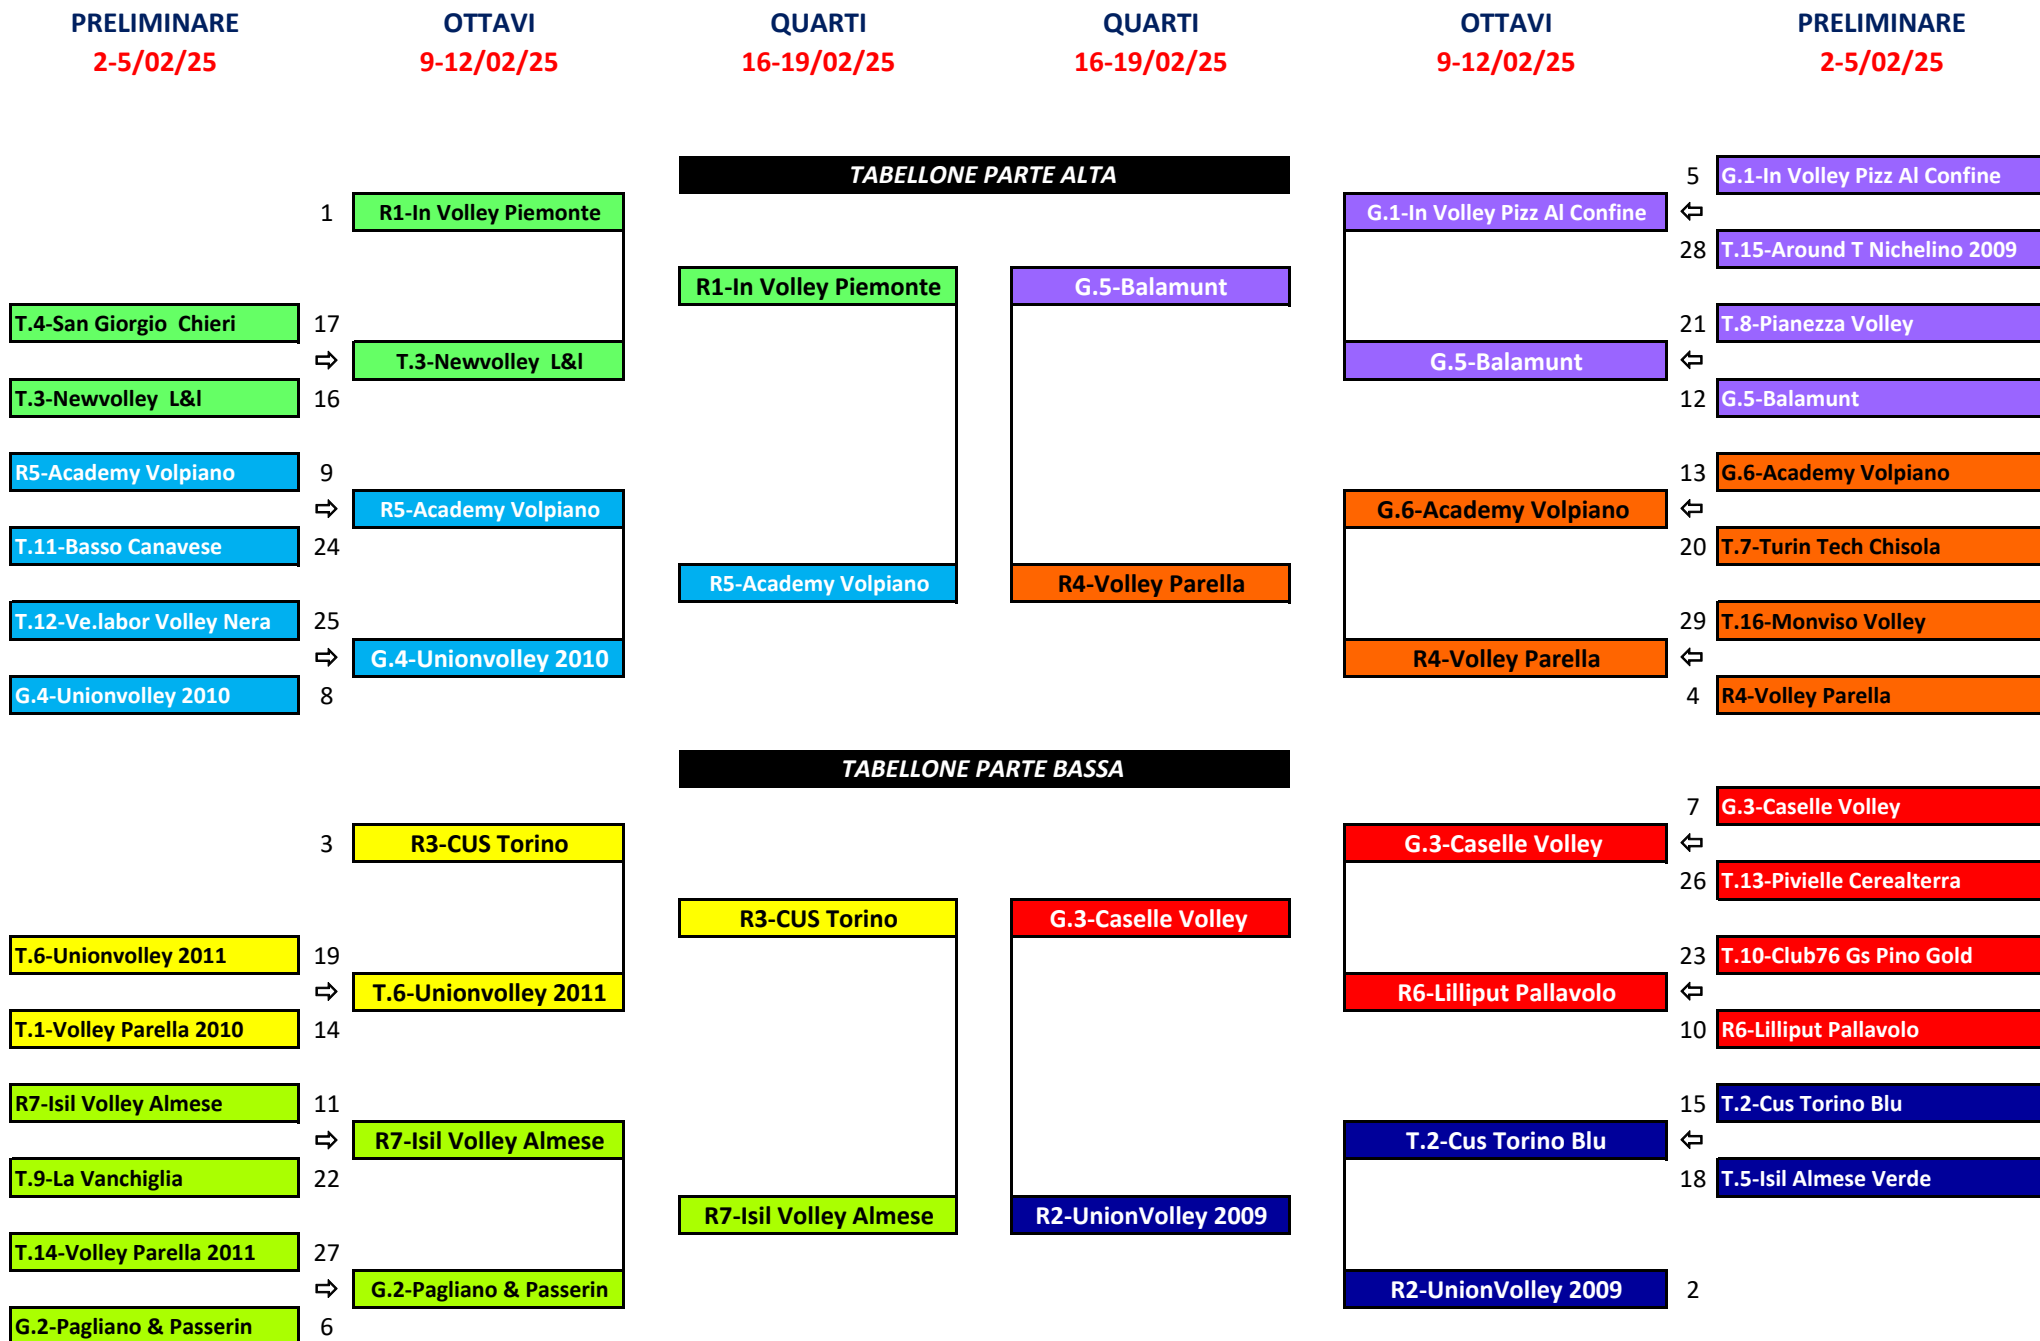 PRELIMINARE OTTAVI QUARTI QUARTI OTTAVI PRELIMINARE
2-5/02/25 9-12/02/25 16-19/02/25 16-19/02/25 9-12/02/25 2-5/02/25
TABELLONE PARTE ALTA 5 G.1-In Volley Pizz Al Confine
1 R1-In Volley Piemonte G.1-In Volley Pizz Al Confine ⇦
28 T.15-Around T Nichelino 2009
R1-In Volley Piemonte G.5-Balamunt
T.4-San Giorgio  Chieri 17 21 T.8-Pianezza Volley
⇨ T.3-Newvolley  L&l G.5-Balamunt ⇦
T.3-Newvolley  L&l 16 12 G.5-Balamunt
R5-Academy Volpiano 9 13 G.6-Academy Volpiano
⇨ R5-Academy Volpiano G.6-Academy Volpiano ⇦
T.11-Basso Canavese 24 20 T.7-Turin Tech Chisola
R5-Academy Volpiano R4-Volley Parella
T.12-Ve.labor Volley Nera 25 29 T.16-Monviso Volley
⇨ G.4-Unionvolley 2010 R4-Volley Parella ⇦
G.4-Unionvolley 2010 8 4 R4-Volley Parella
TABELLONE PARTE BASSA
7 G.3-Caselle Volley
3 R3-CUS Torino G.3-Caselle Volley ⇦
26 T.13-Pivielle Cerealterra
R3-CUS Torino G.3-Caselle Volley
T.6-Unionvolley 2011 19 23 T.10-Club76 Gs Pino Gold
⇨ T.6-Unionvolley 2011 R6-Lilliput Pallavolo ⇦
T.1-Volley Parella 2010 14 10 R6-Lilliput Pallavolo
R7-Isil Volley Almese 11 15 T.2-Cus Torino Blu
⇨ R7-Isil Volley Almese T.2-Cus Torino Blu ⇦
T.9-La Vanchiglia 22 18 T.5-Isil Almese Verde
R7-Isil Volley Almese R2-UnionVolley 2009
T.14-Volley Parella 2011 27
⇨ G.2-Pagliano & Passerin R2-UnionVolley 2009 2
G.2-Pagliano & Passerin 6